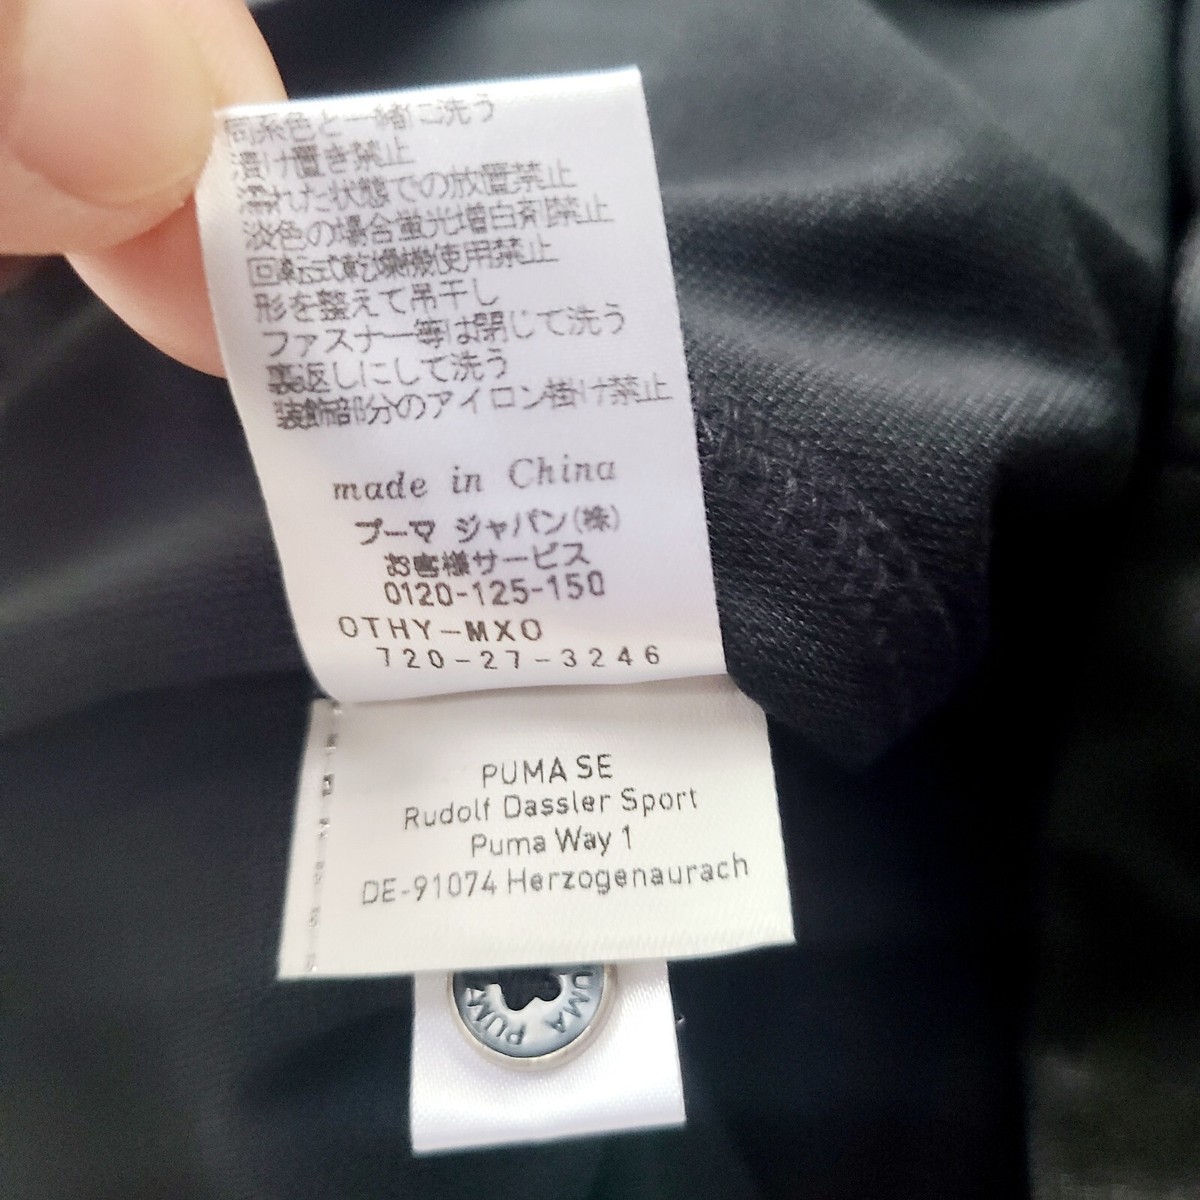 同系色と一緒に洗う
漬け置き禁止
濡れた状態での放置禁止
淡色の場合蛍光増白剤禁止
回転式乾燥機使用禁止
形を整えて吊干し
ファスナー等は閉じて洗う
裏返しにして洗う
装飾部分のアイロン掛け禁止
made in China
プーマ ジャパン(株)
お客様サービス
0120-125-150
OTHY-MXO
720-27-3246
PUMA SE
Rudolf Dassler Sport
Puma Way 1
DE-91074 Herzogenaurach
PUMA
PUMA